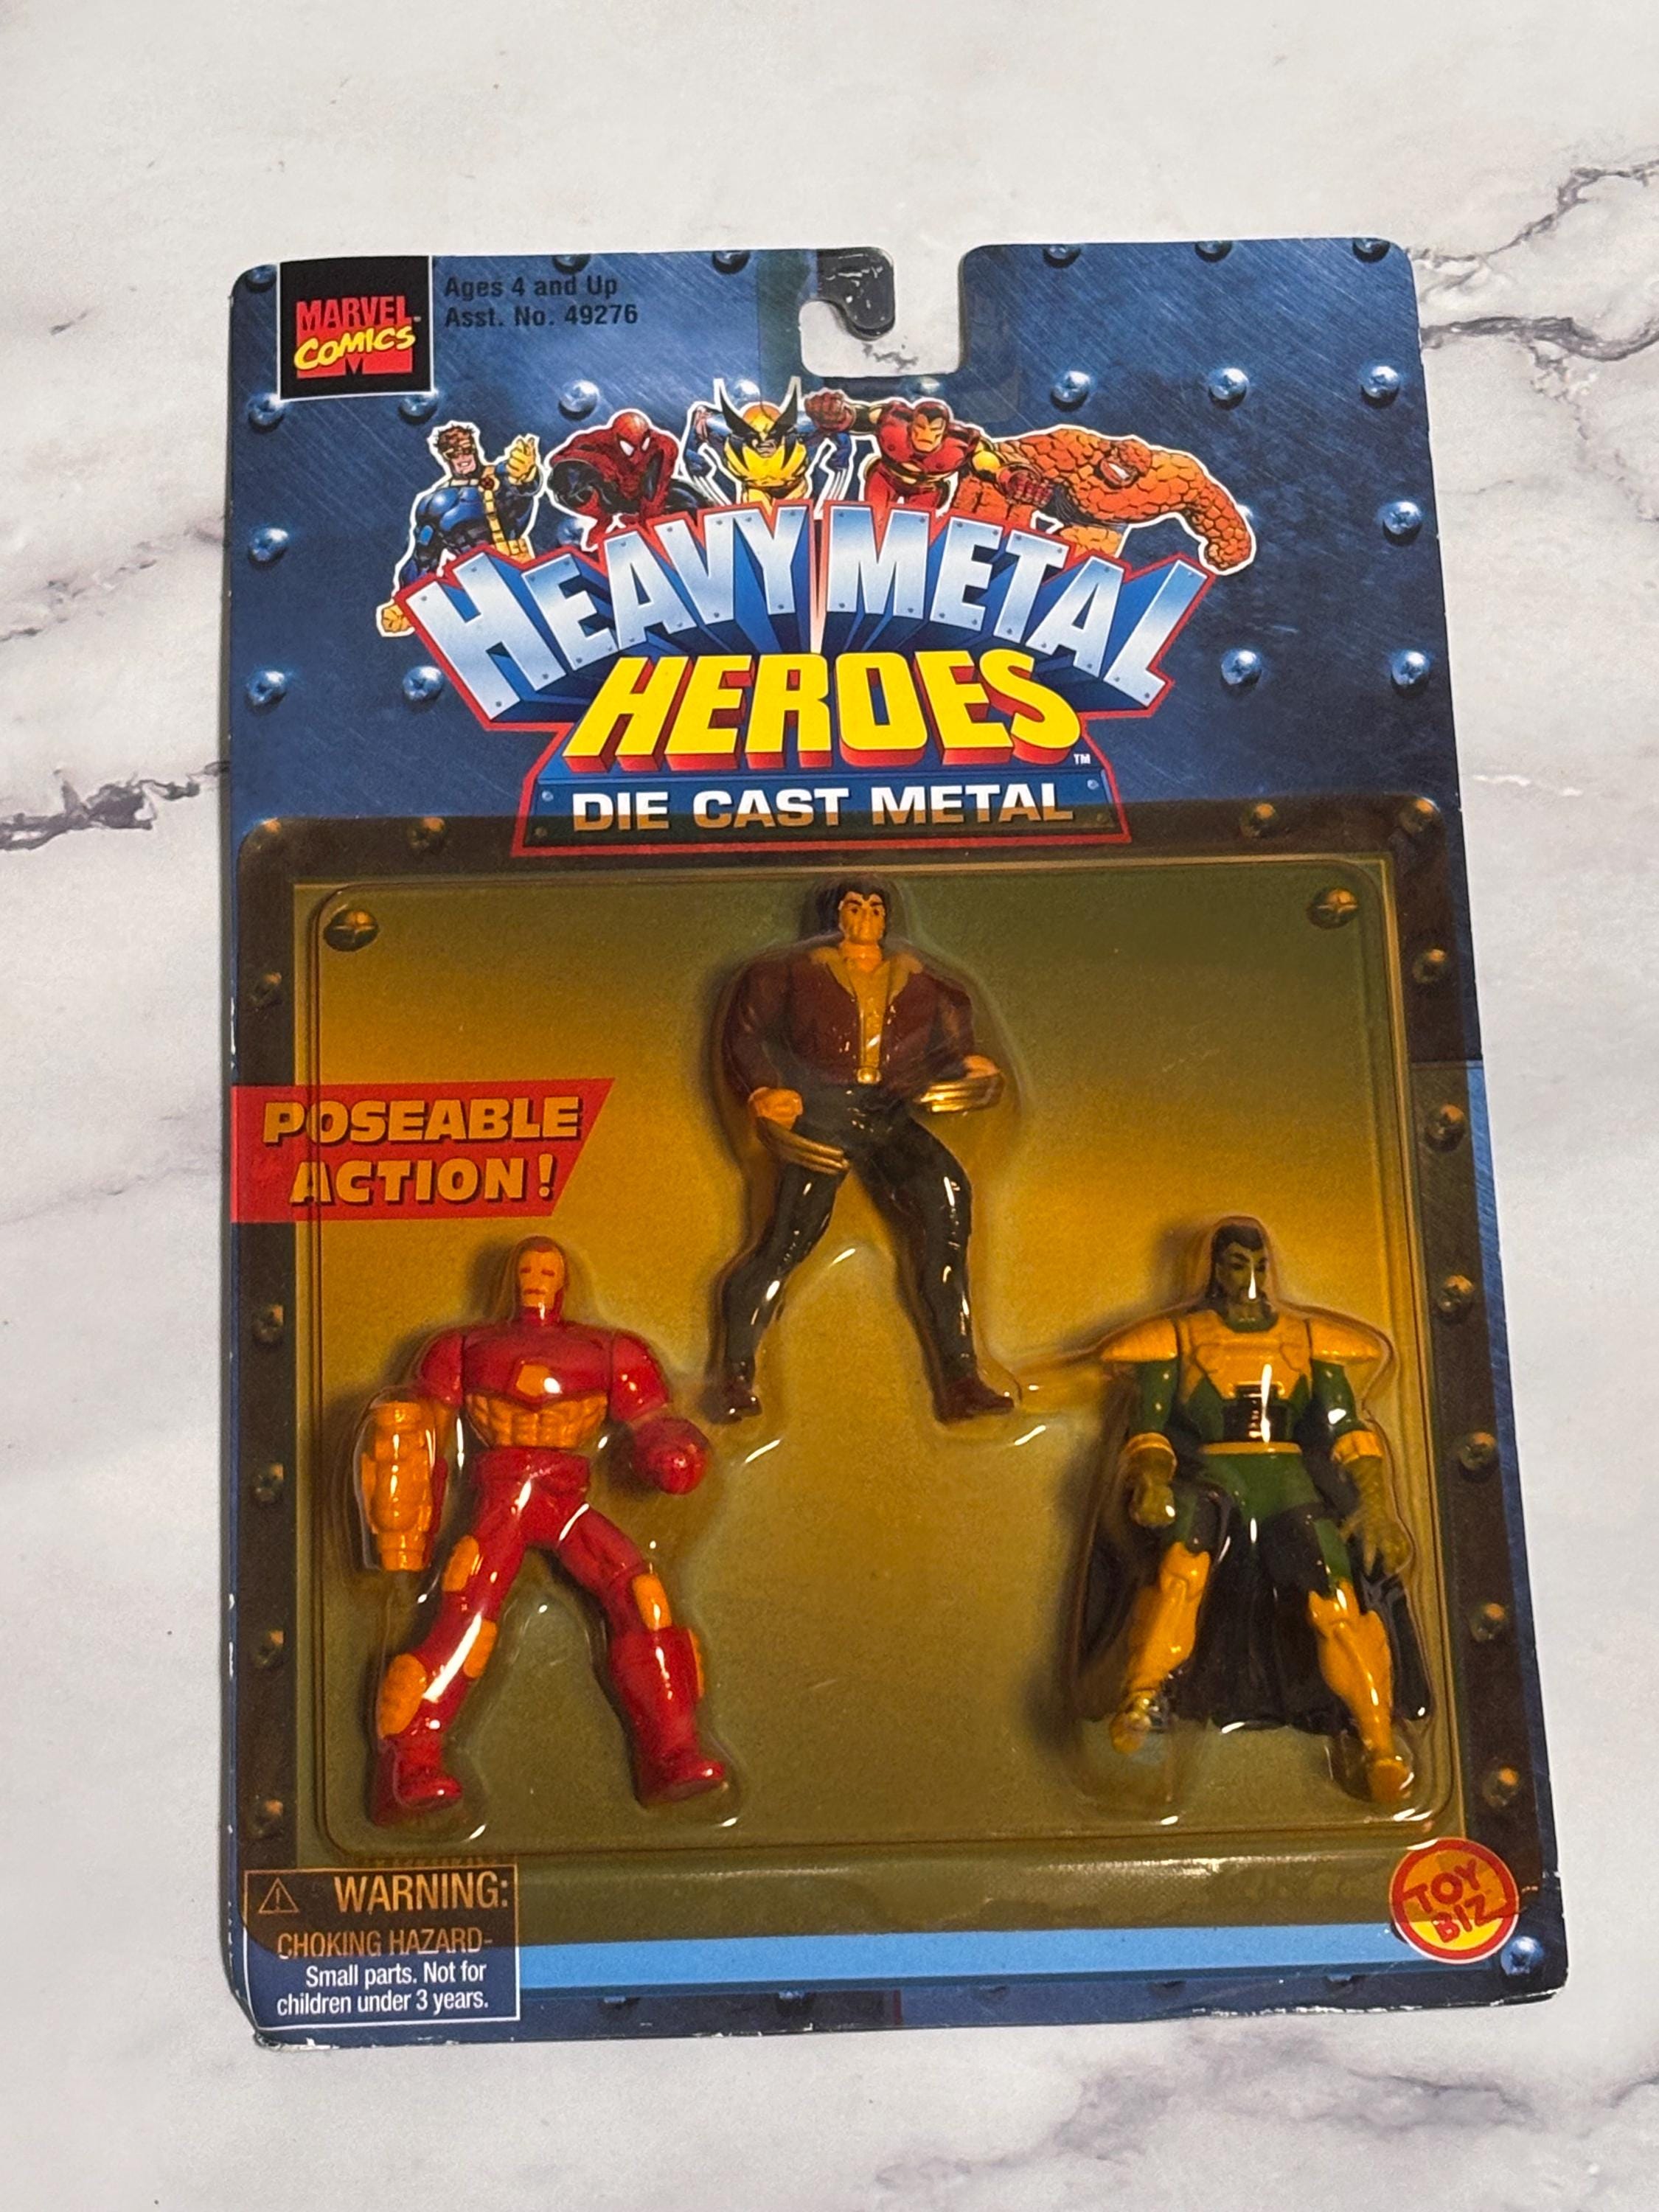 MARVEL
COMICS
Ages 4 and Up
Asst. No. 49276
HEAVY METAL
HEROES™
DIE CAST METAL
POSEABLE
ACTION!
⚠ WARNING:
CHOKING HAZARD-
Small parts. Not for
children under 3 years.
TOY
BIZ